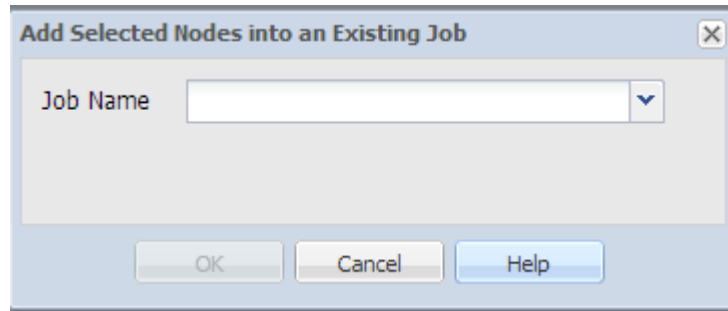 Add Selected Nodes into an Existing Job
Job Name
OK Cancel Help